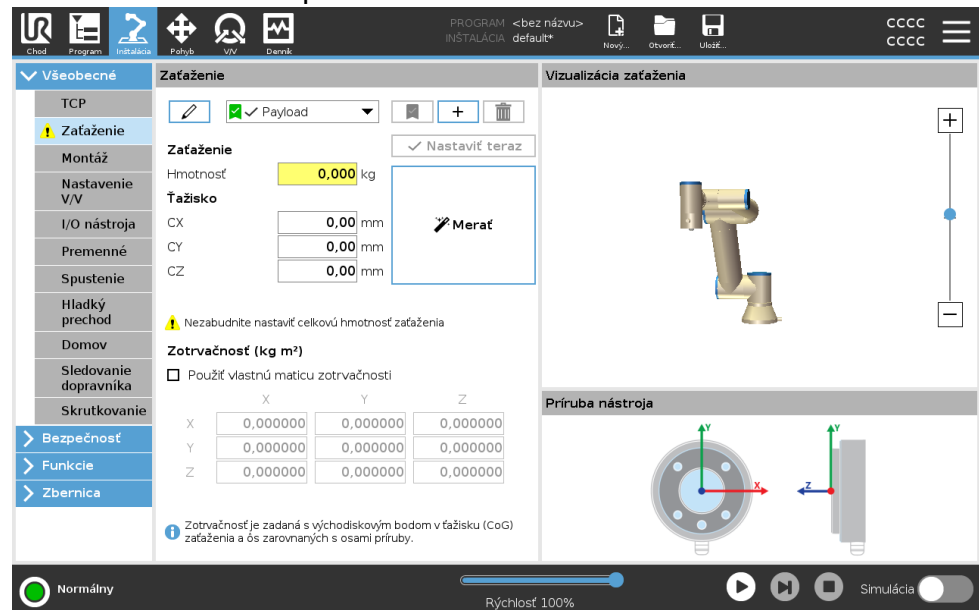 PROGRAM <bez názvu>
INŠTALÁCIA default*
CCCC
CCCC
UR
Chod Program Inštalácia Pohyb V/V Denník Nový... Otvoriť... Uložiť...
Všeobecné
TCP
Zaťaženie
Montáž
Nastavenie
V/V
I/O nástroja
Premenné
Spustenie
Hladký
prechod
Domov
Sledovanie
dopravníka
Skrutkovanie
Bezpečnosť
Funkcie
Zbernica
Zaťaženie
Payload
Nastaviť teraz
Zaťaženie
Hmotnosť 0,000 kg
Ťažisko
CX 0,00 mm
CY 0,00 mm
CZ 0,00 mm
Merať
Nezabudnite nastaviť celkovú hmotnosť zaťaženia
Zotrvačnosť (kg m²)
Použiť vlastnú maticu zotrvačnosti
X Y Z
X 0,000000 0,000000 0,000000
Y 0,000000 0,000000 0,000000
Z 0,000000 0,000000 0,000000
Zotrvačnosť je zadaná s východiskovým bodom v ťažisku (CoG)
zaťaženia a ós zarovnaných s osami príruby.
Vizualizácia zaťaženia
Príruba nástroja
Y Y
X Z
Normálny
Rýchlosť 100%
Simulácia